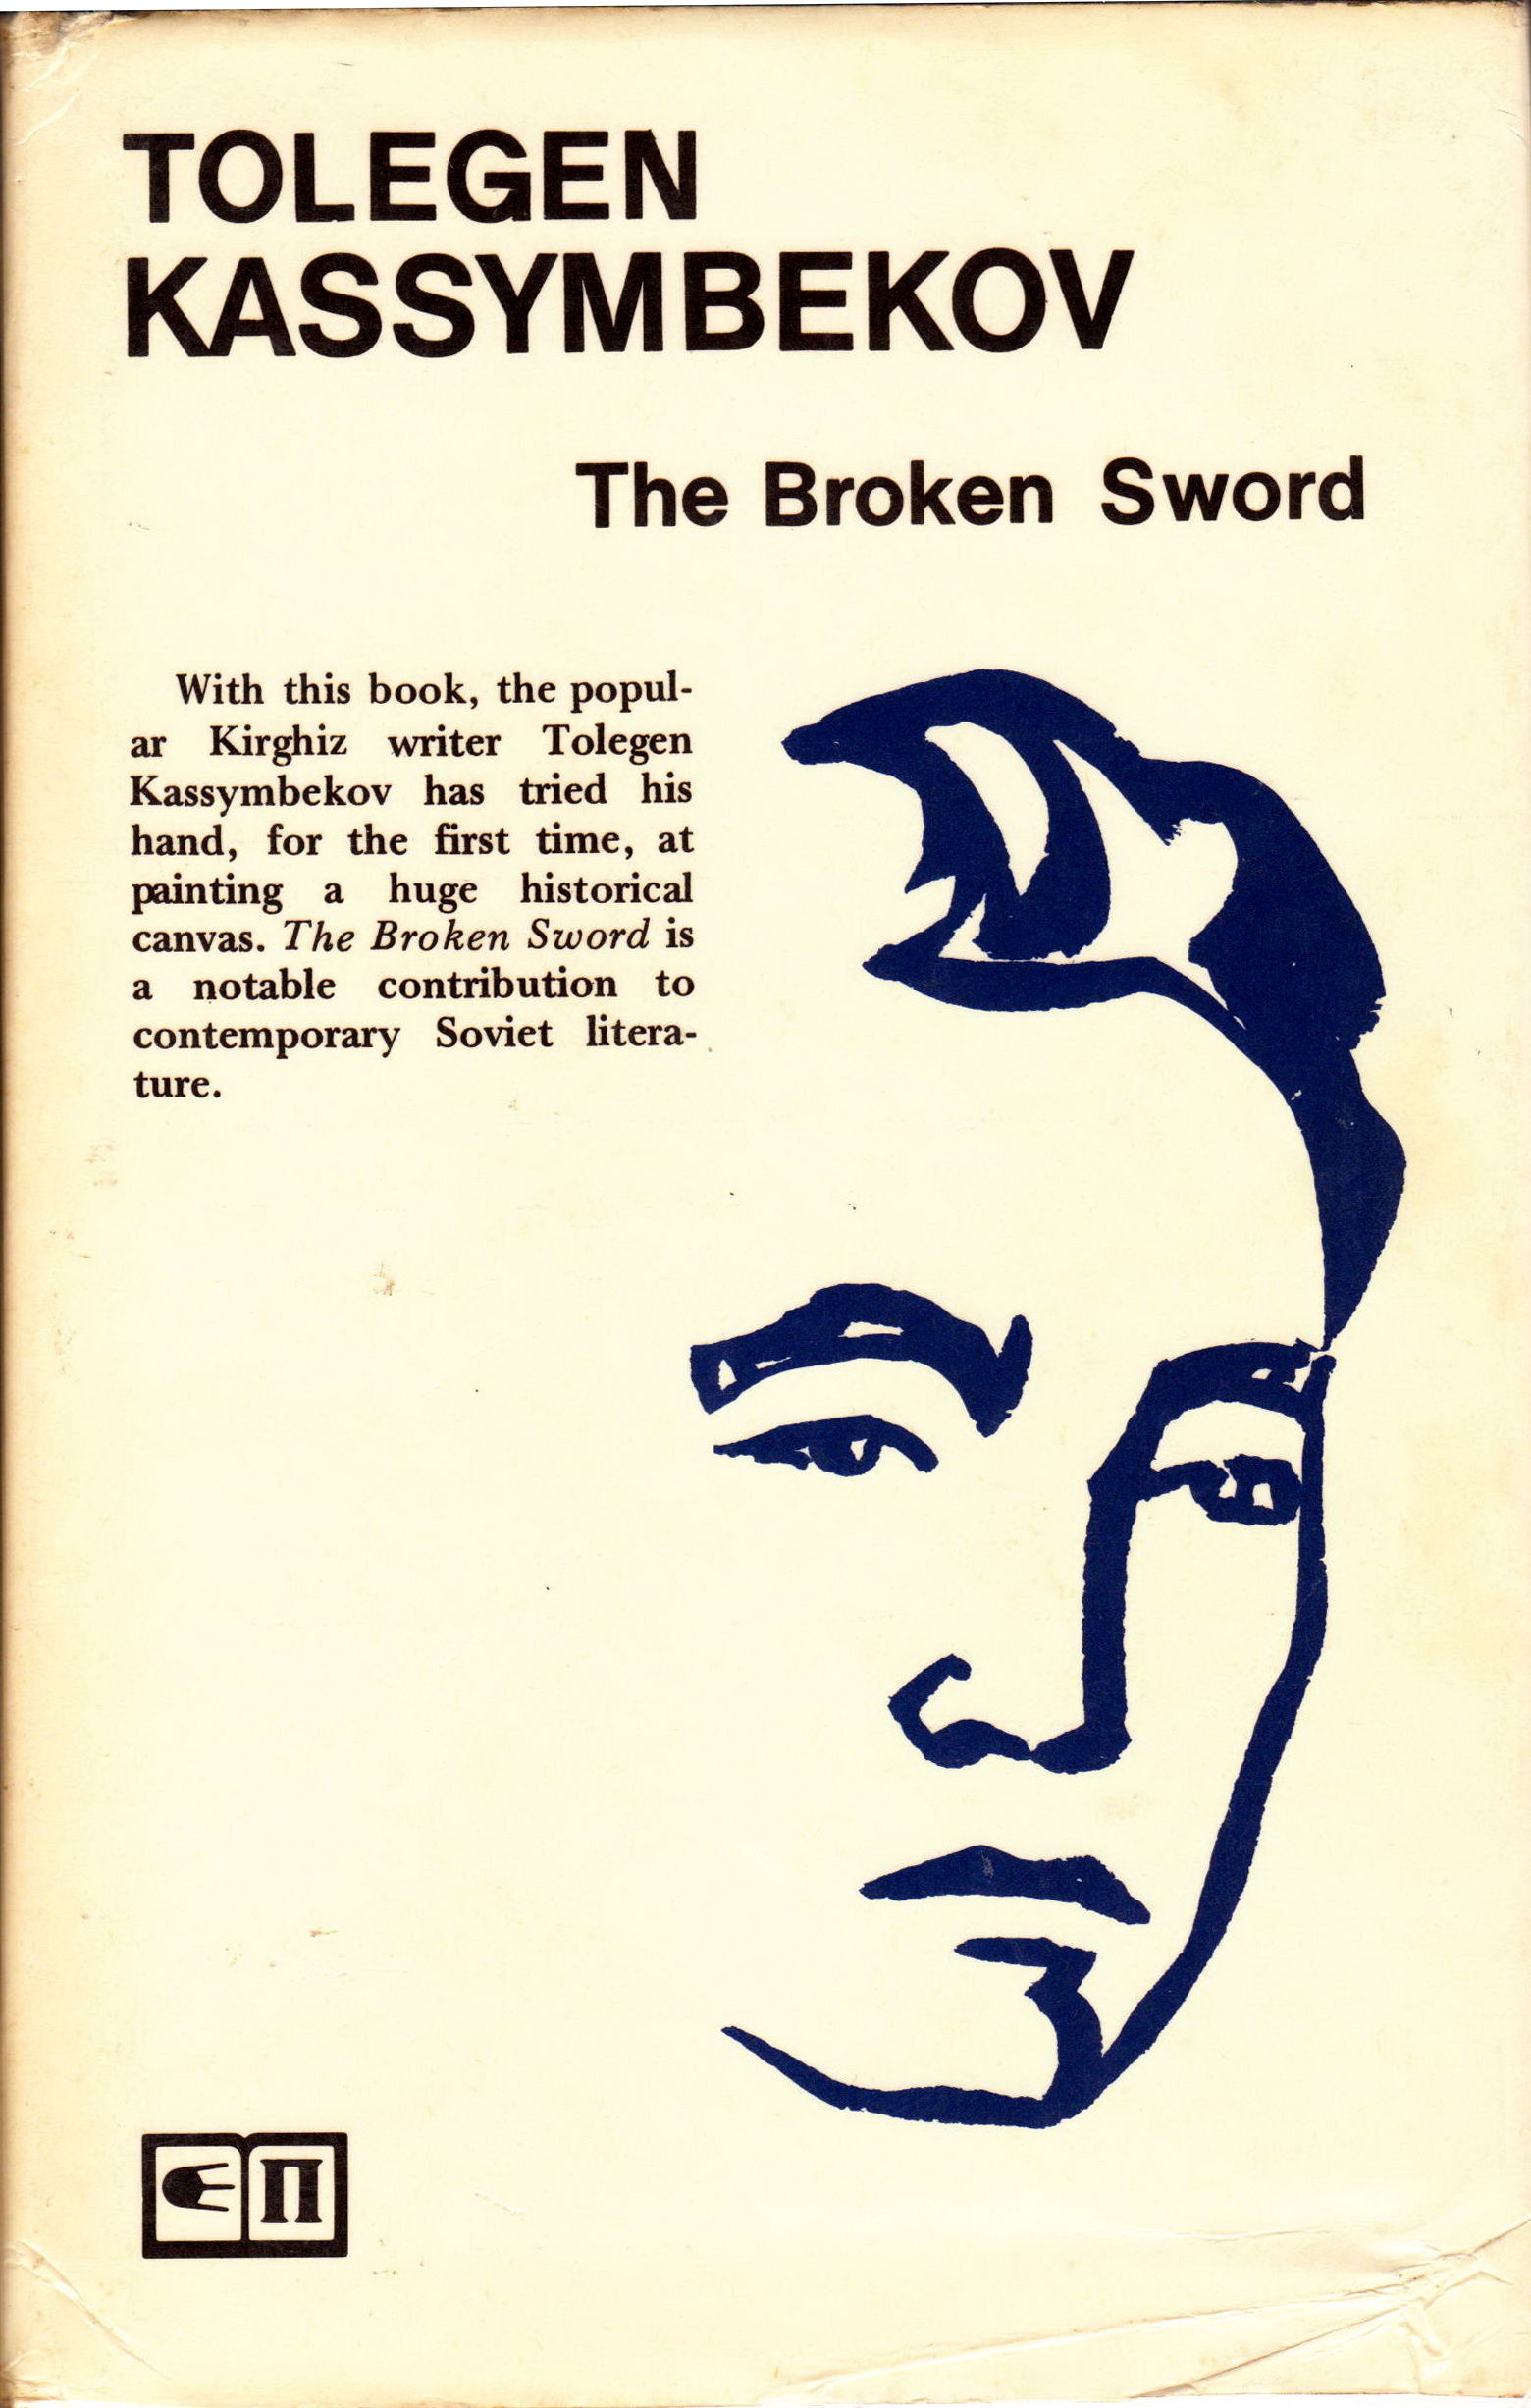 TOLEGEN
KASSYMBEKOV
The Broken Sword
With this book, the popul-
ar Kirghiz writer Tolegen
Kassymbekov has tried his
hand, for the first time, at
painting a huge historical
canvas. The Broken Sword is
a notable contribution to
contemporary Soviet litera-
ture.
П